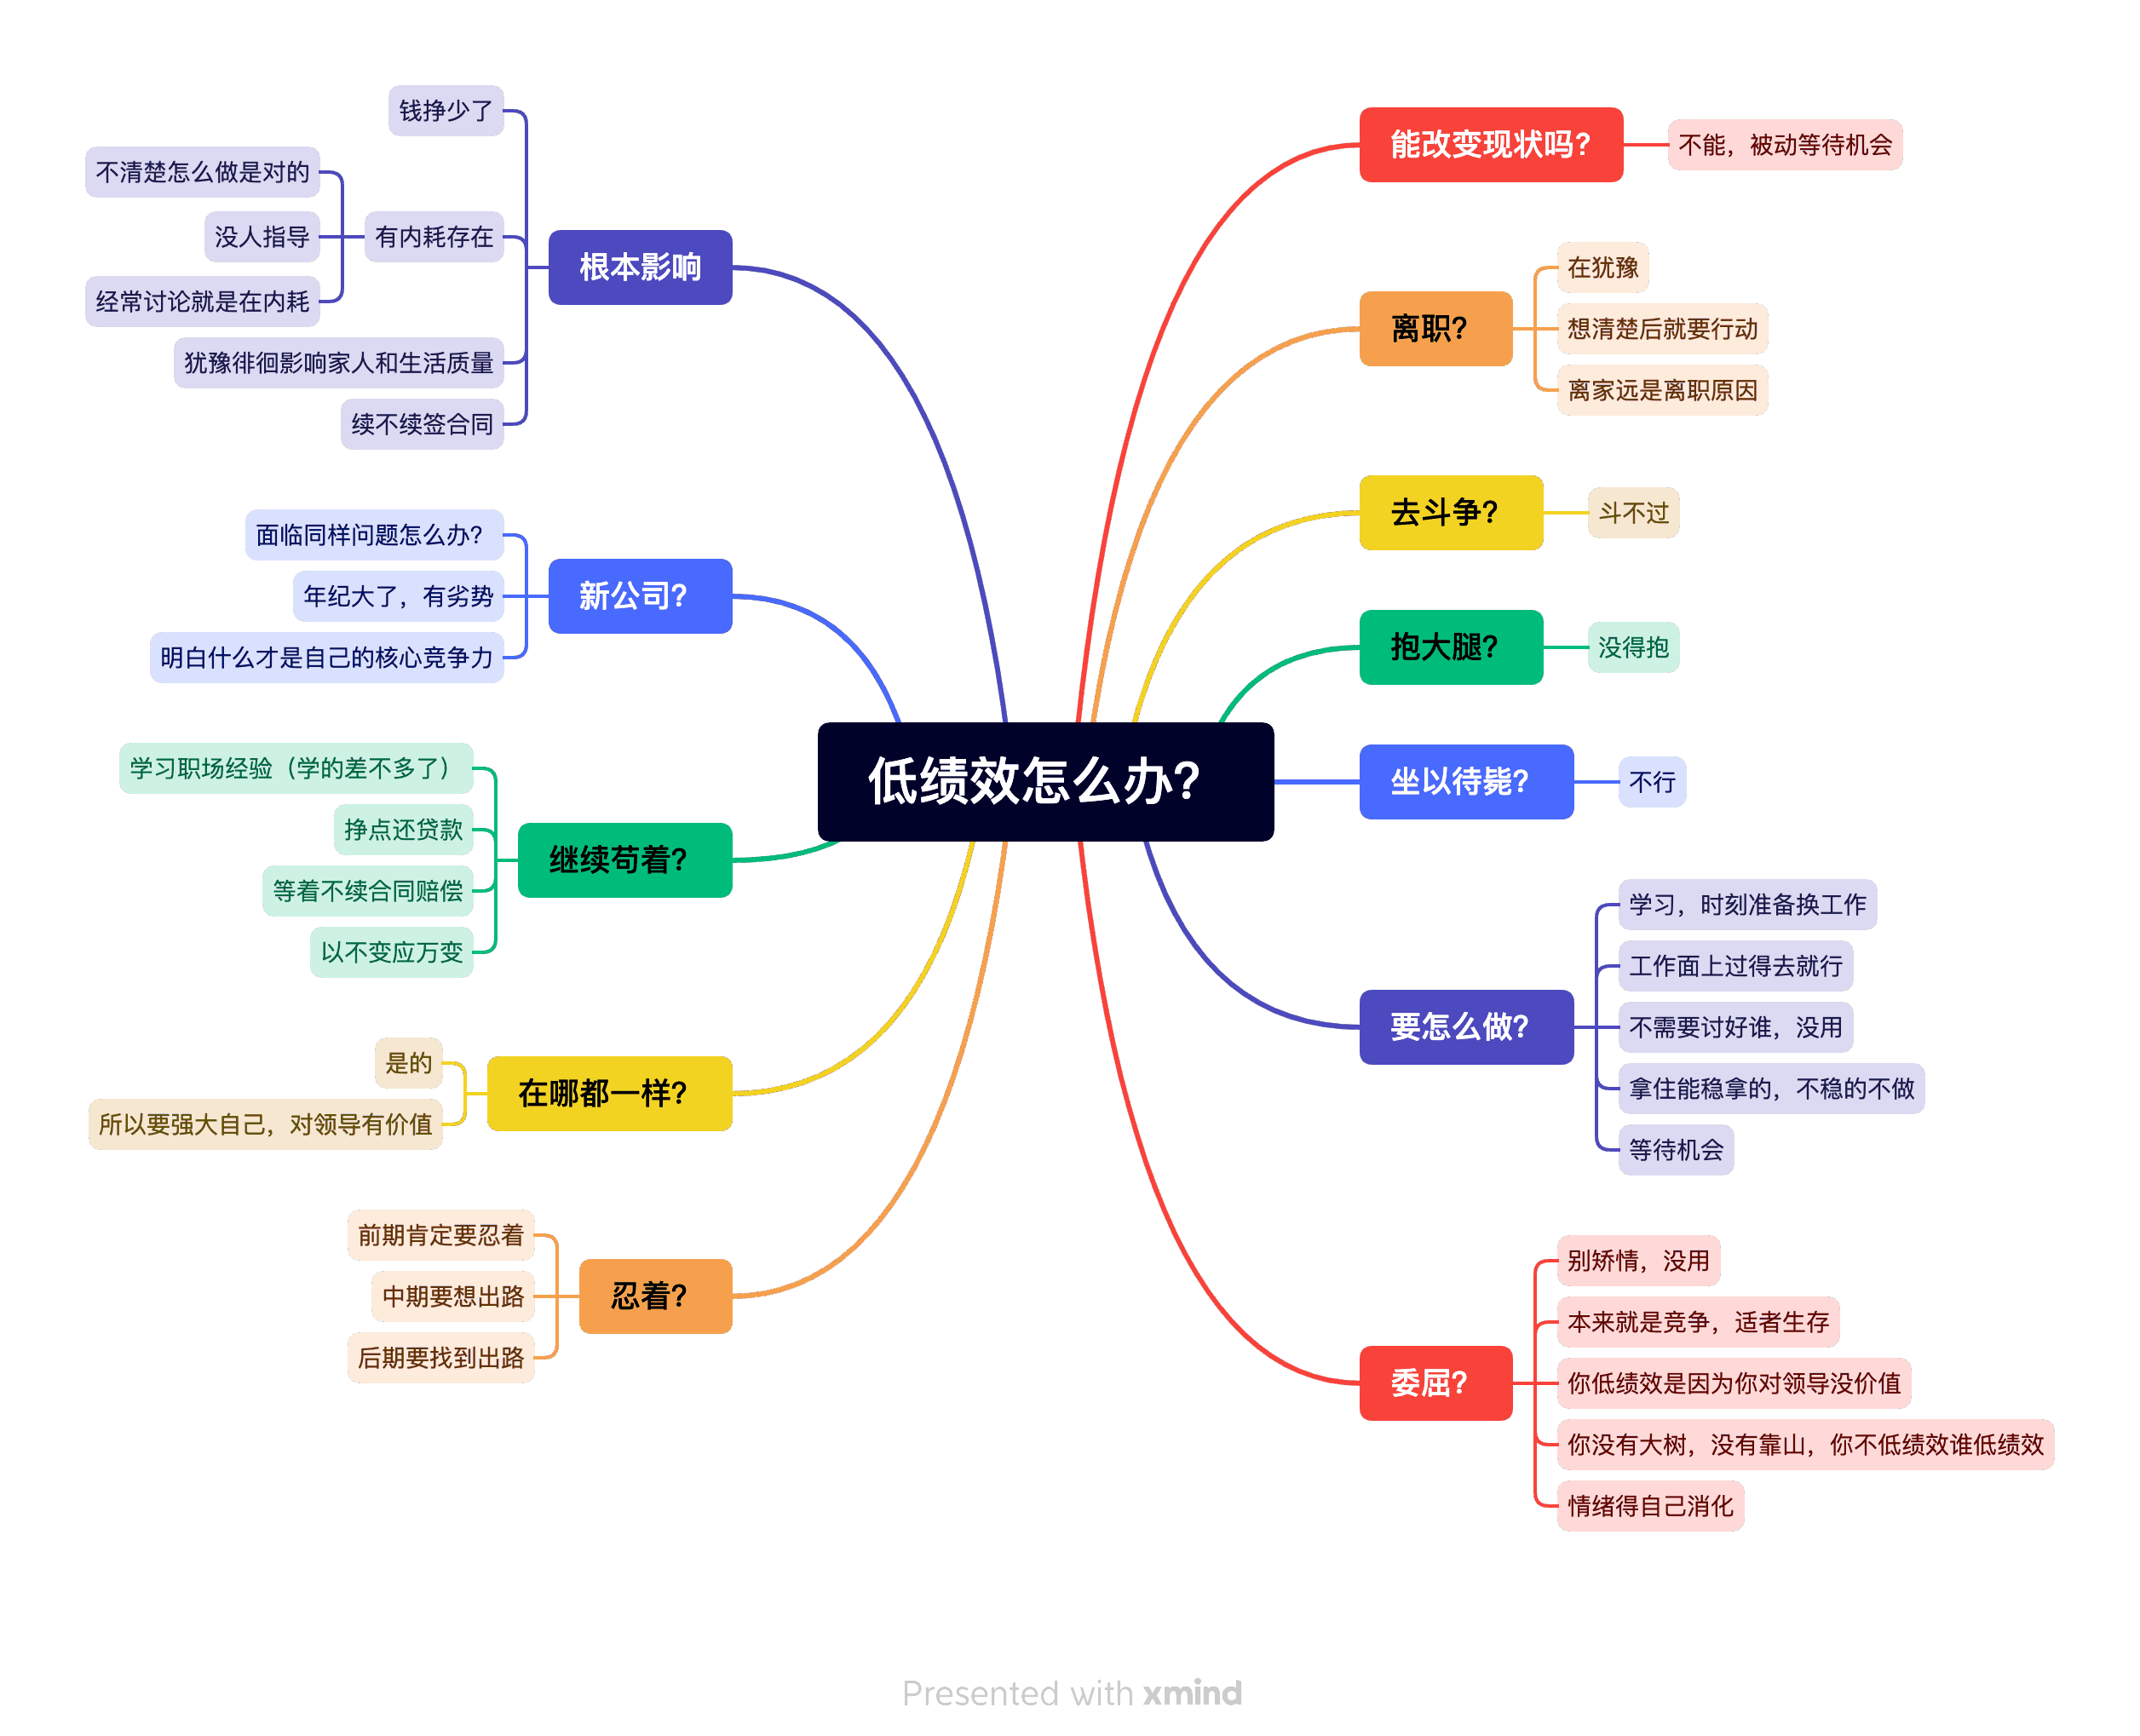 低绩效怎么办？
能改变现状吗？
不能，被动等待机会
离职？
在犹豫
想清楚后就要行动
离家远是离职原因
去斗争？
斗不过
抱大腿？
没得抱
坐以待毙？
不行
要怎么做？
学习，时刻准备换工作
工作面上过得去就行
不需要讨好谁，没用
拿住能稳拿的，不稳的不做
等待机会
委屈？
别矫情，没用
本来就是竞争，适者生存
你低绩效是因为你对领导没价值
你没有大树，没有靠山，你不低绩效谁低绩效
情绪得自己消化
根本影响
钱挣少了
有内耗存在
不清楚怎么做是对的
没人指导
经常讨论就是在内耗
犹豫徘徊影响家人和生活质量
续不续签合同
新公司？
面临同样问题怎么办？
年纪大了，有劣势
明白什么才是自己的核心竞争力
继续苟着？
学习职场经验（学的差不多了）
挣点还贷款
等着不续合同赔偿
以不变应万变
在哪都一样？
是的
所以要强大自己，对领导有价值
忍着？
前期肯定要忍着
中期要想出路
后期要找到出路
Presented with xmind